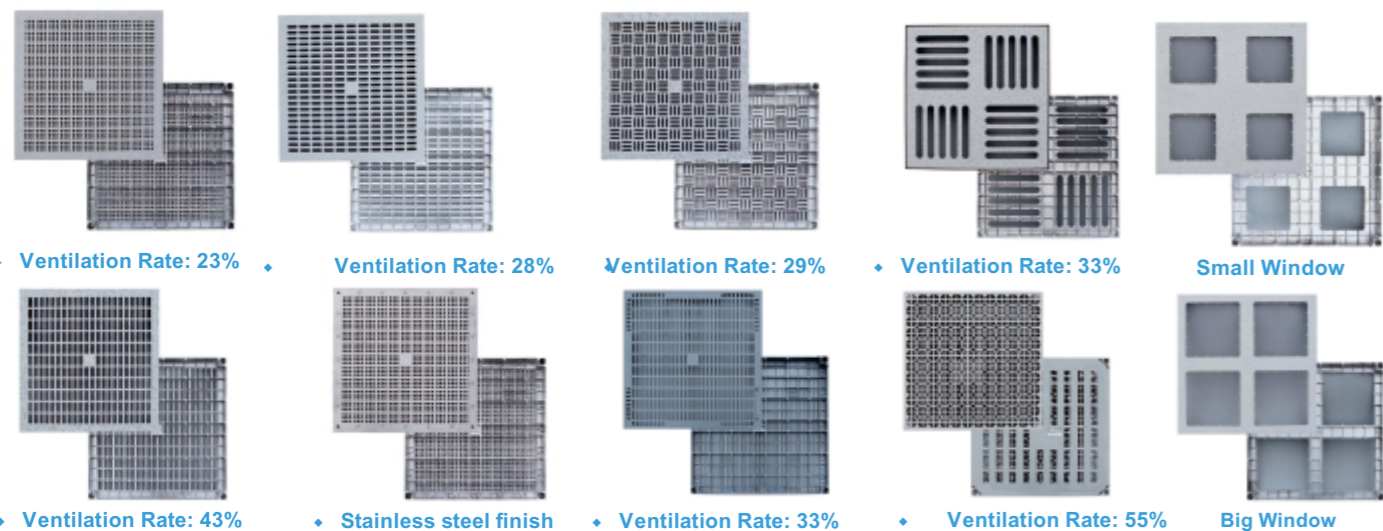 Ventilation Rate: 23%
Ventilation Rate: 28%
Ventilation Rate: 29%
Ventilation Rate: 33%
Small Window
Ventilation Rate: 43%
Stainless steel finish
Ventilation Rate: 33%
Ventilation Rate: 55%
Big Window